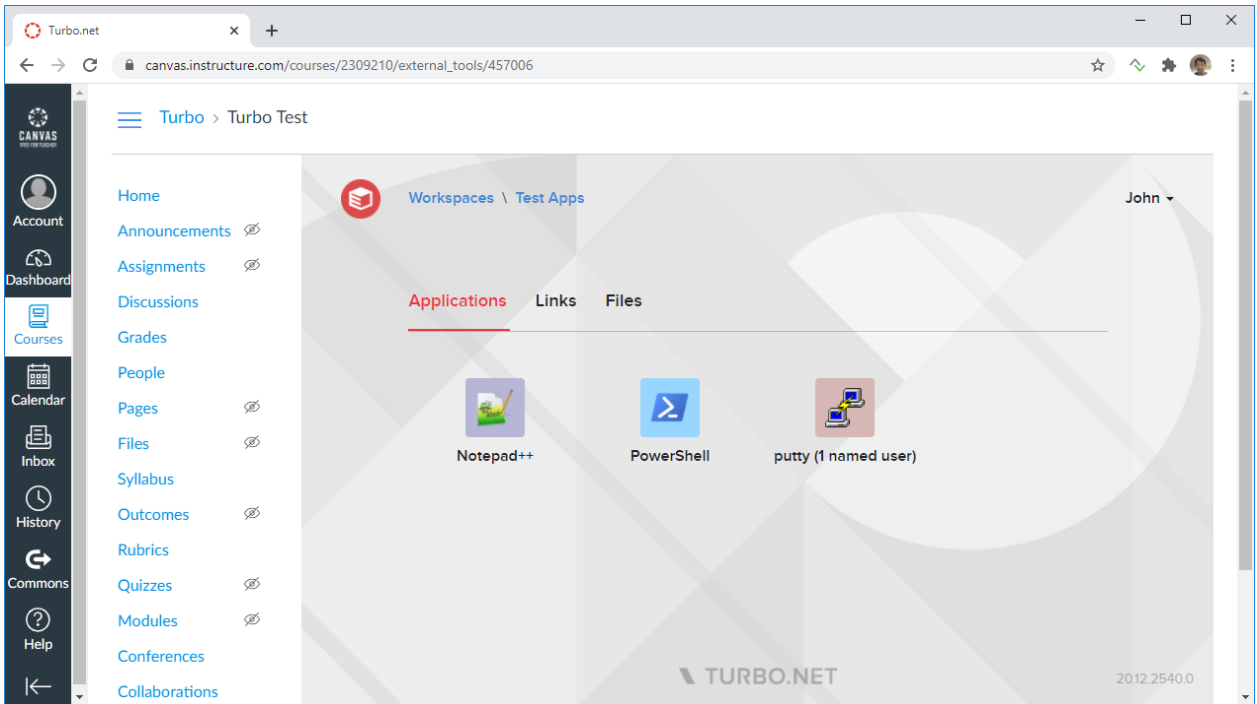 Turbo.net
canvas.instructure.com/courses/2309210/external_tools/457006
CANVAS
Account
Dashboard
Courses
Calendar
Inbox
History
Commons
Help
Turbo > Turbo Test
Home
Announcements
Assignments
Discussions
Grades
People
Pages
Files
Syllabus
Outcomes
Rubrics
Quizzes
Modules
Conferences
Collaborations
Workspaces \ Test Apps
John
Applications Links Files
Notepad++ PowerShell putty (1 named user)
TURBO.NET
20.12.2540.0